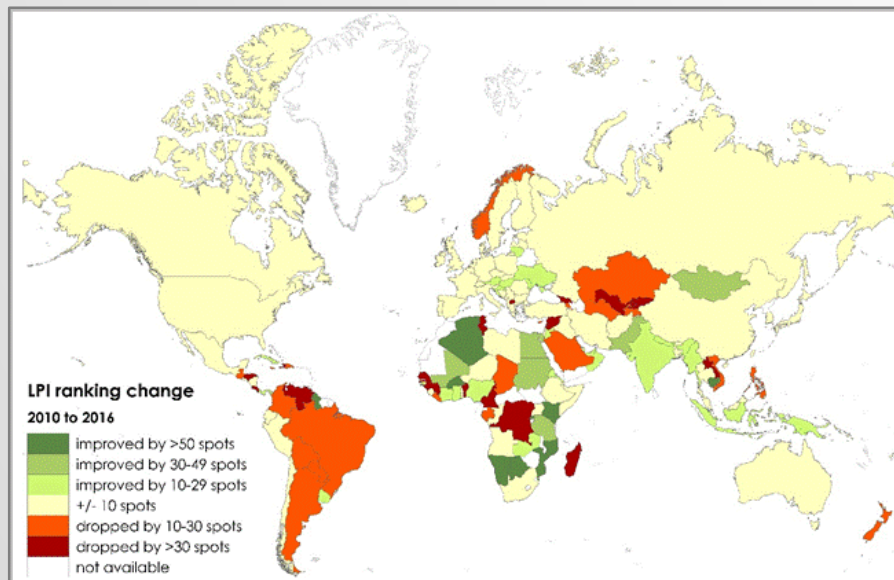 LPI ranking change
2010 to 2016
improved by >50 spots
improved by 30-49 spots
improved by 10-29 spots
+/- 10 spots
dropped by 10-30 spots
dropped by >30 spots
not available